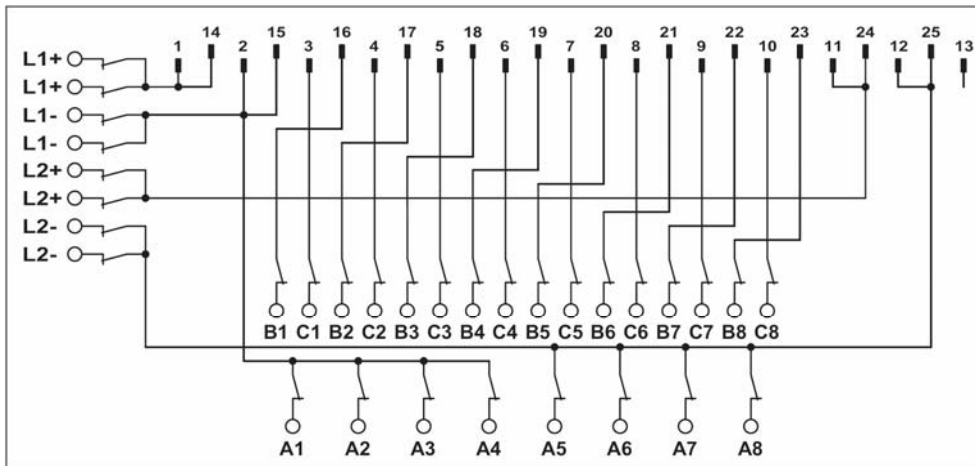 1 14 2 15 3 16 4 17 5 18 6 19 7 20 8 21 9 22 10 23 11 24 12 25 13
L1+
L1+
L1-
L1-
L2+
L2+
L2-
L2-
B1 C1 B2 C2 B3 C3 B4 C4 B5 C5 B6 C6 B7 C7 B8 C8
A1 A2 A3 A4 A5 A6 A7 A8